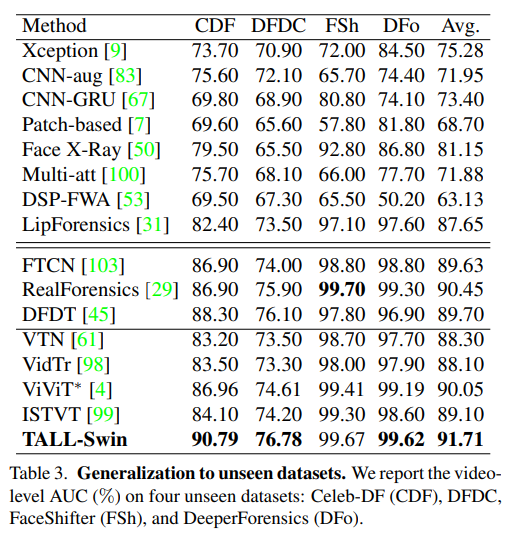 Method CDF DFDC FSh DFo Avg.
Xception [9] 73.70 70.90 72.00 84.50 75.28
CNN-aug [83] 75.60 72.10 65.70 74.40 71.95
CNN-GRU [67] 69.80 68.90 80.80 74.10 73.40
Patch-based [7] 69.60 65.60 57.80 81.80 68.70
Face X-Ray [50] 79.50 65.50 92.80 86.80 81.15
Multi-att [100] 75.70 68.10 66.00 77.70 71.88
DSP-FWA [53] 69.50 67.30 65.50 50.20 63.13
LipForensics [31] 82.40 73.50 97.10 97.60 87.65
FTCN [103] 86.90 74.00 98.80 98.80 89.63
RealForensics [29] 86.90 75.90 99.70 99.30 90.45
DFDT [45] 88.30 76.10 97.80 96.90 89.70
VTN [61] 83.20 73.50 98.70 97.70 88.30
VidTr [98] 83.50 73.30 98.00 97.90 88.10
ViViT* [4] 86.96 74.61 99.41 99.19 90.05
ISTVT [99] 84.10 74.20 99.30 98.60 89.10
TALL-Swin 90.79 76.78 99.67 99.62 91.71
Table 3. Generalization to unseen datasets. We report the video-
level AUC (%) on four unseen datasets: Celeb-DF (CDF), DFDC,
FaceShifter (FSh), and DeeperForensics (DFo).